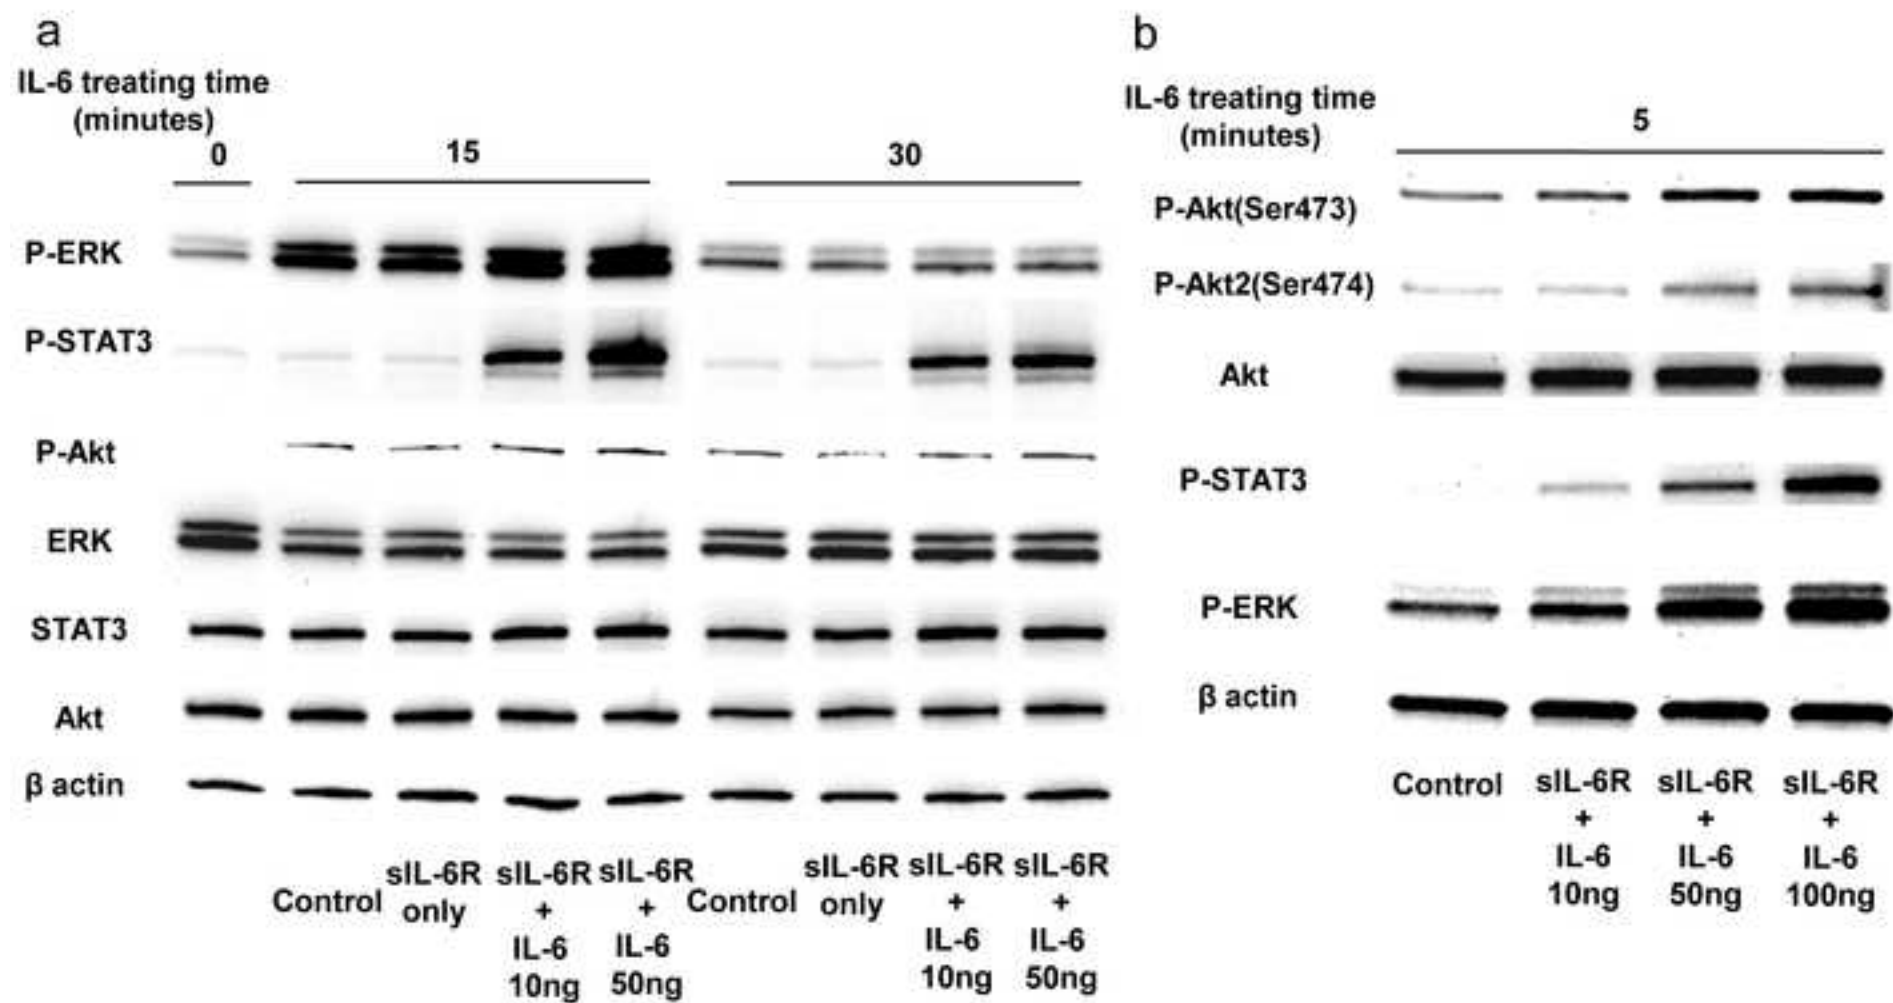 a
IL-6 treating time
(minutes)
0
15
30
P-ERK
P-STAT3
P-Akt
ERK
STAT3
Akt
β actin
Control
sIL-6R
only
sIL-6R
+
IL-6
10ng
sIL-6R
+
IL-6
50ng
Control
sIL-6R
only
sIL-6R
+
IL-6
10ng
sIL-6R
+
IL-6
50ng
b
IL-6 treating time
(minutes)
5
P-Akt(Ser473)
P-Akt2(Ser474)
Akt
P-STAT3
P-ERK
β actin
Control
sIL-6R
+
IL-6
10ng
sIL-6R
+
IL-6
50ng
sIL-6R
+
IL-6
100ng